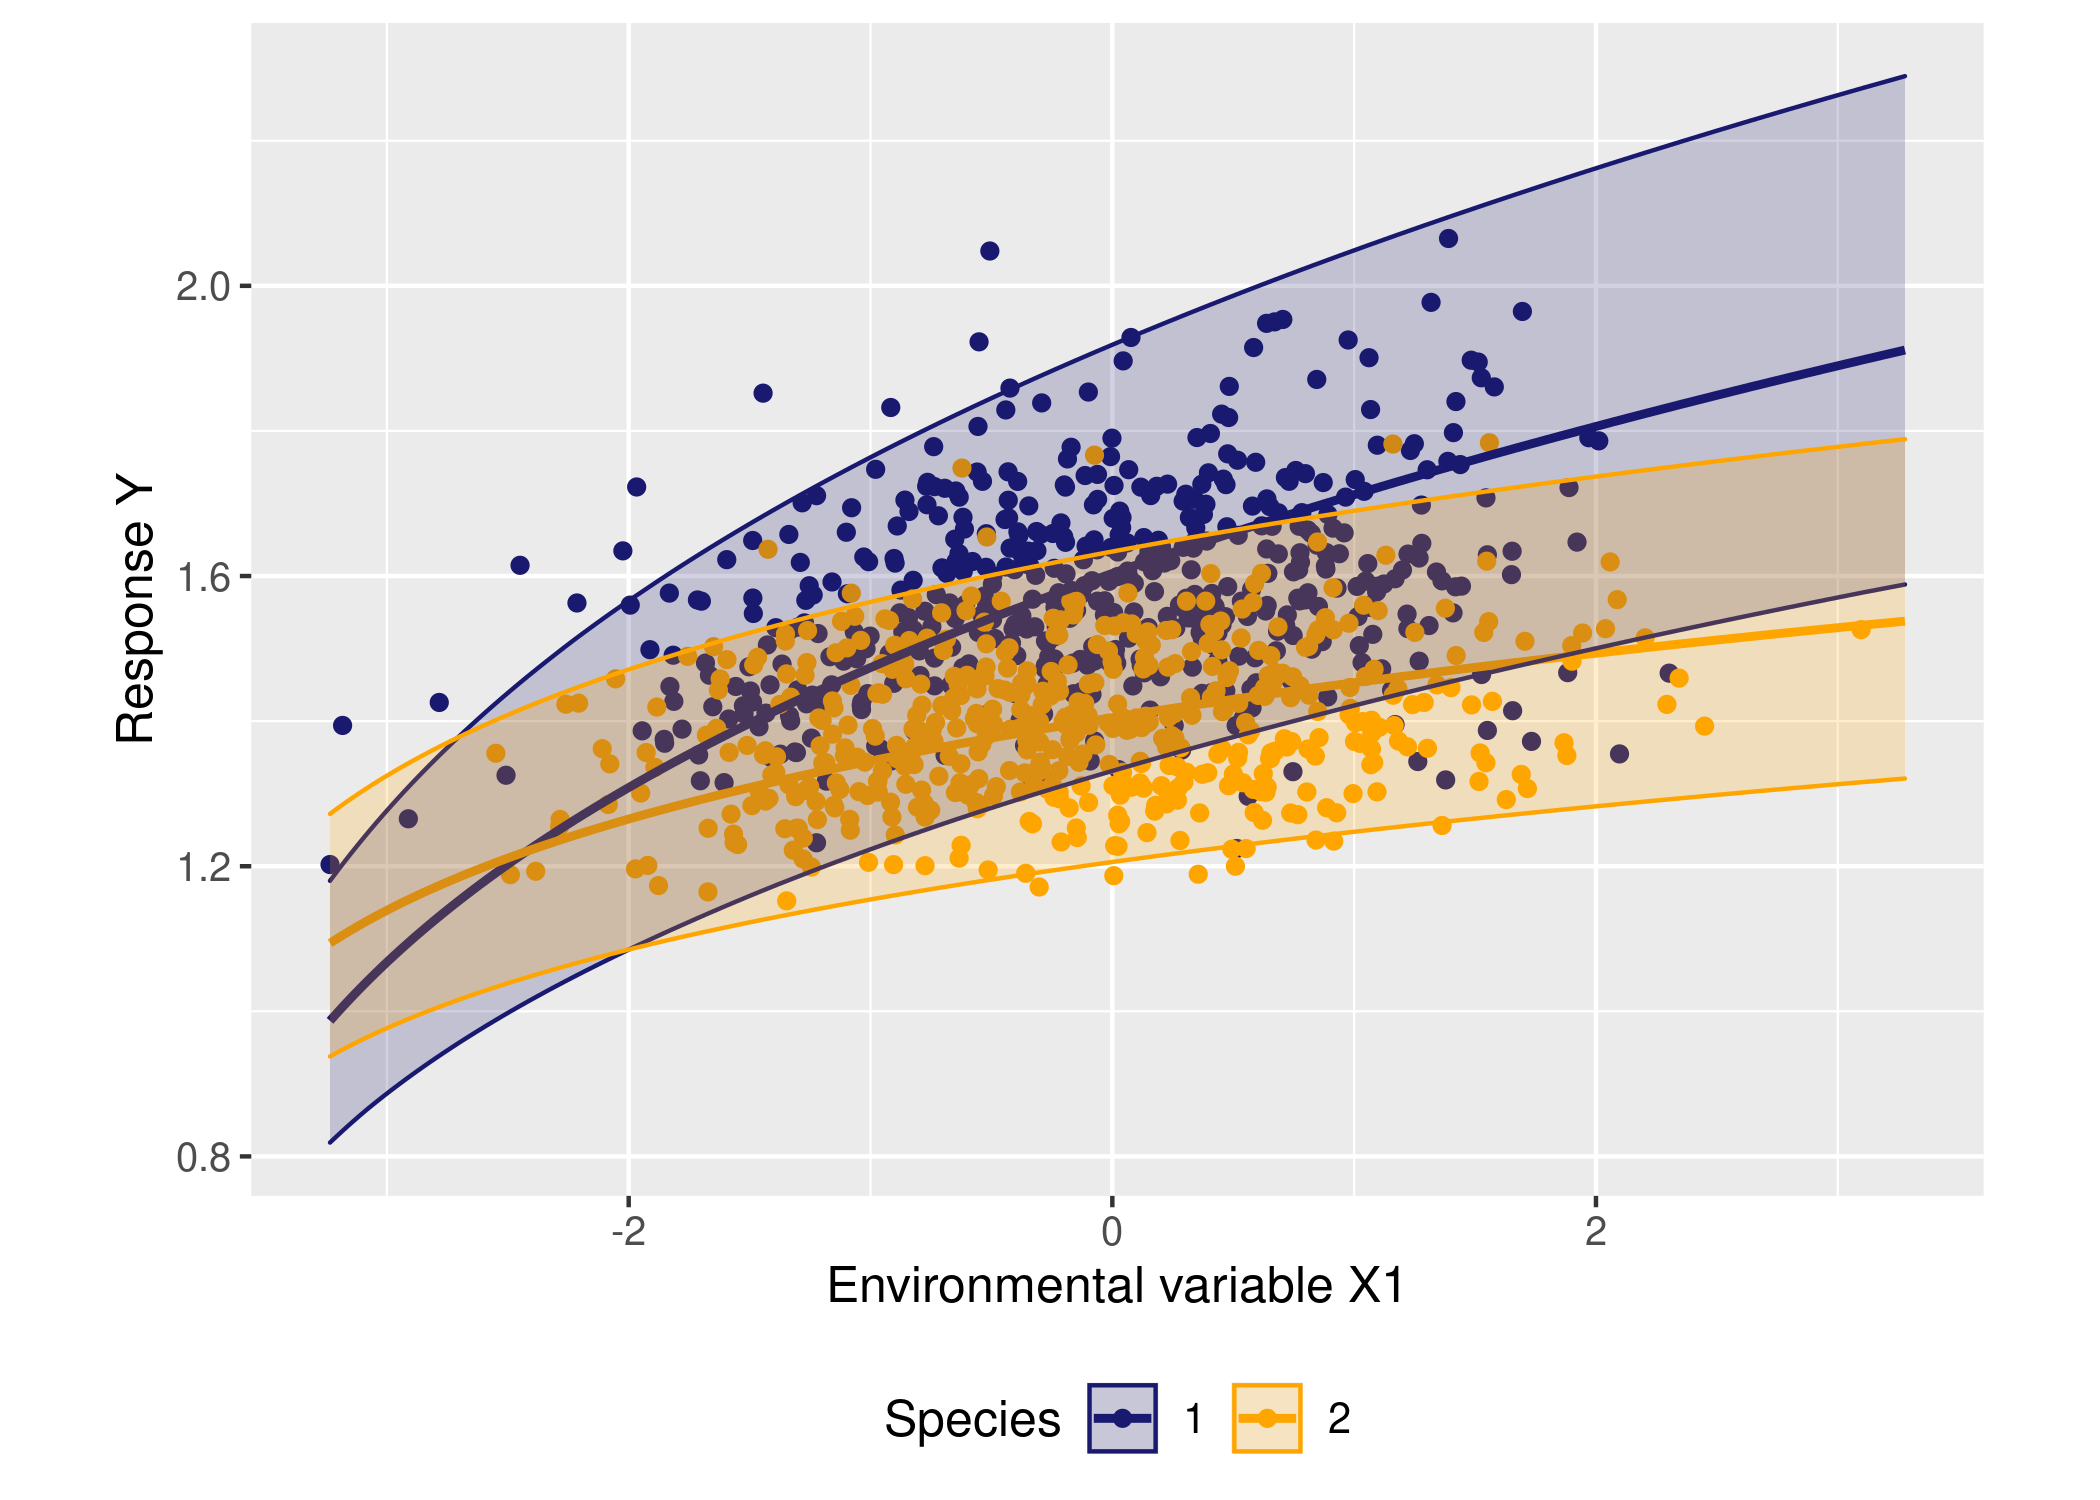 Response Y
2.0
1.6
1.2
0.8
-2 0 2
Environmental variable X1
Species 1 2